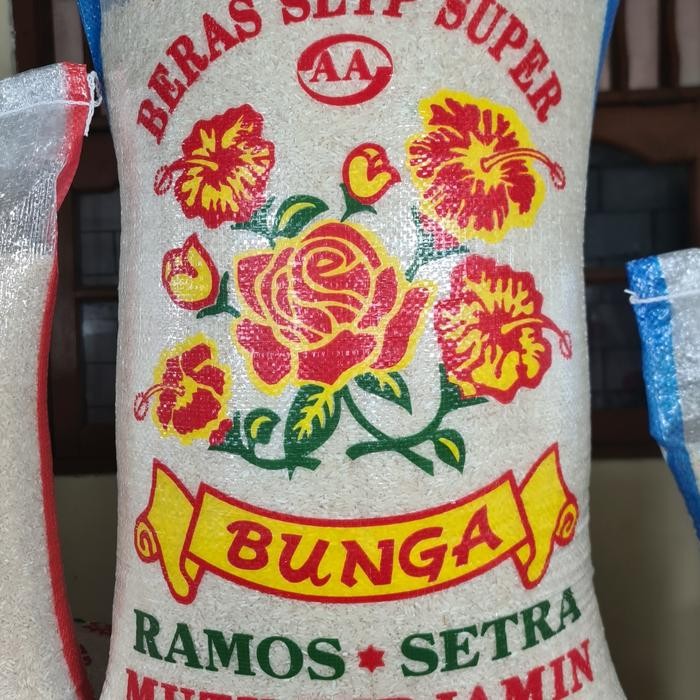 BERAS SLYP SUPER
AA
BUNGA
RAMOS * SETRA